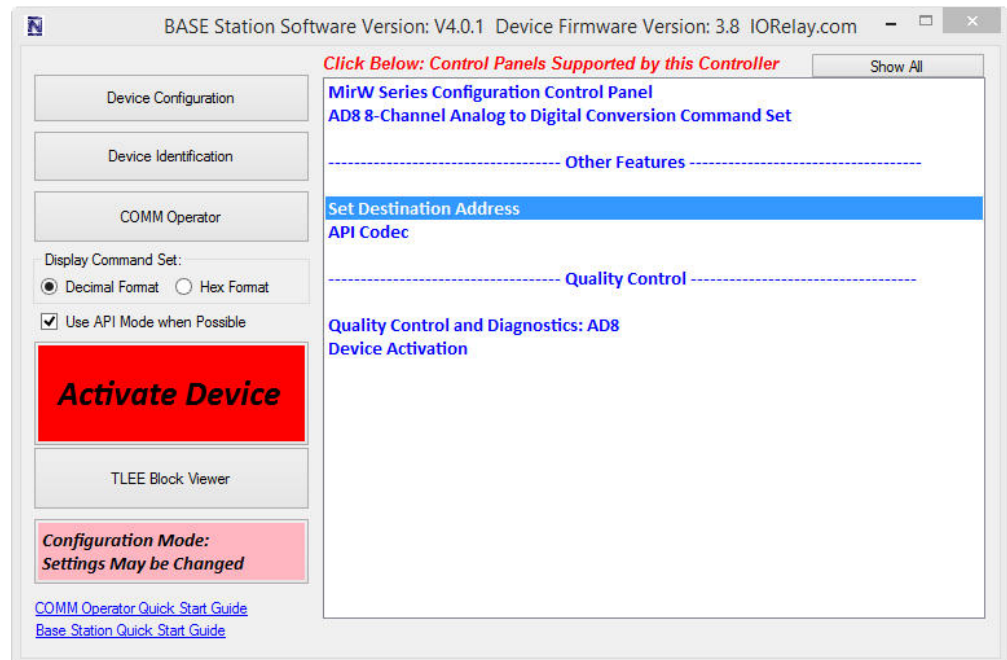 N
BASE Station Software Version: V4.0.1 Device Firmware Version: 3.8 IORelay.com
Click Below: Control Panels Supported by this Controller
Show All
Device Configuration
Device Identification
COMM Operator
Display Command Set:
Decimal Format
Hex Format
Use API Mode when Possible
Activate Device
TLEE Block Viewer
Configuration Mode:
Settings May be Changed
COMM Operator Quick Start Guide
Base Station Quick Start Guide
MirW Series Configuration Control Panel
AD8 8-Channel Analog to Digital Conversion Command Set
------------------------------------ Other Features ------------------------------------
Set Destination Address
API Codec
------------------------------------ Quality Control -----------------------------------
Quality Control and Diagnostics: AD8
Device Activation